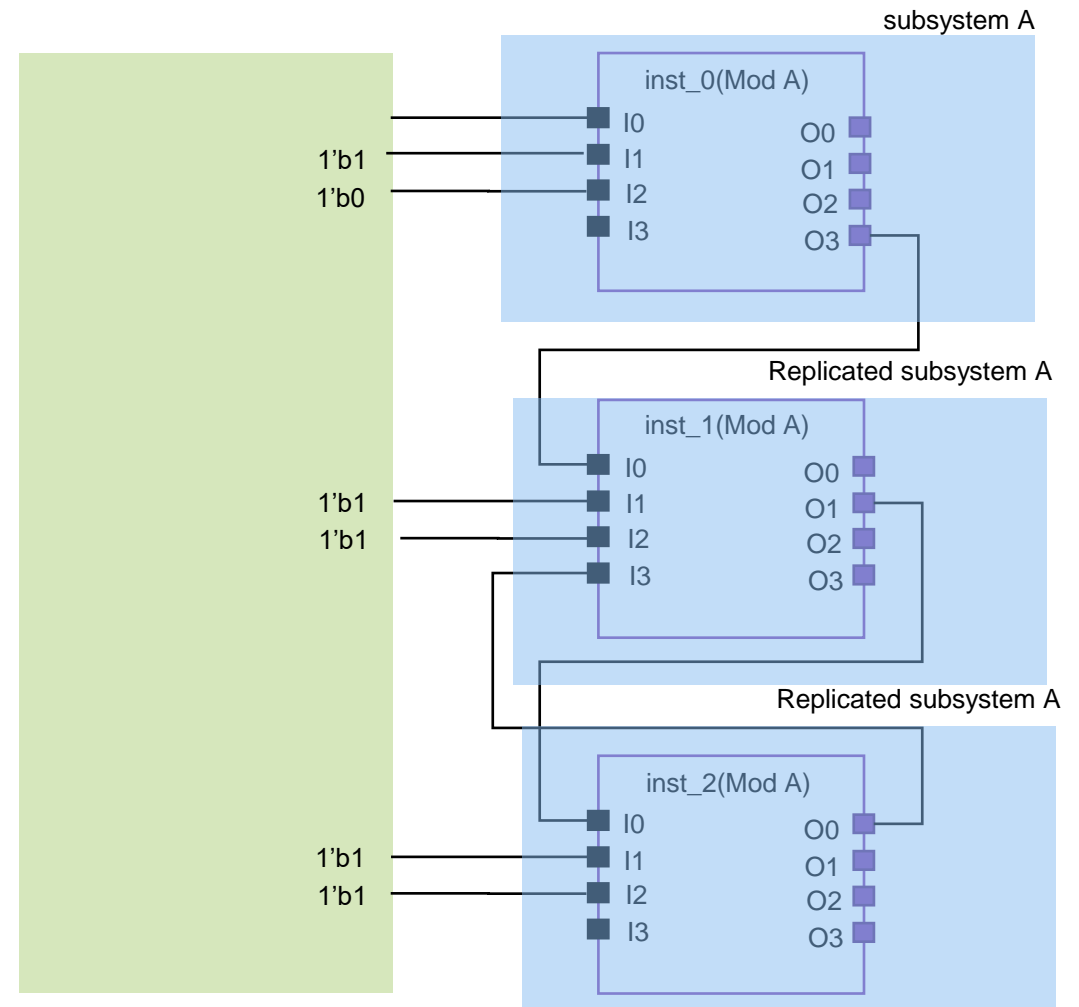 subsystem A
inst_0(Mod A)
I0
O0
1’b1
I1
O1
1’b0
I2
O2
I3
O3
Replicated subsystem A
inst_1(Mod A)
I0
O0
1’b1
I1
O1
1’b1
I2
O2
I3
O3
Replicated subsystem A
inst_2(Mod A)
I0
O0
1’b1
I1
O1
1’b1
I2
O2
I3
O3